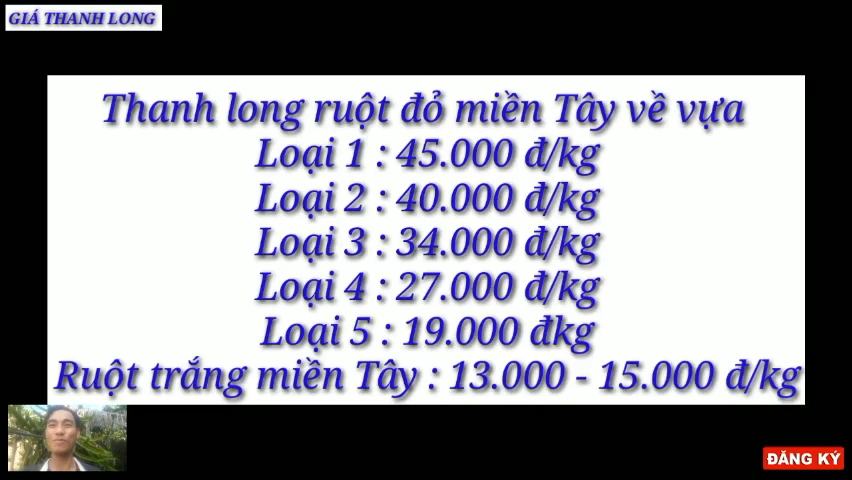 GIÁ THANH LONG
Thanh long ruột đỏ miền Tây về vựa
Loại 1 : 45.000 đ/kg
Loại 2 : 40.000 đ/kg
Loại 3 : 34.000 đ/kg
Loại 4 : 27.000 đ/kg
Loại 5 : 19.000 đkg
Ruột trắng miền Tây : 13.000 - 15.000 đ/kg
ĐĂNG KÝ